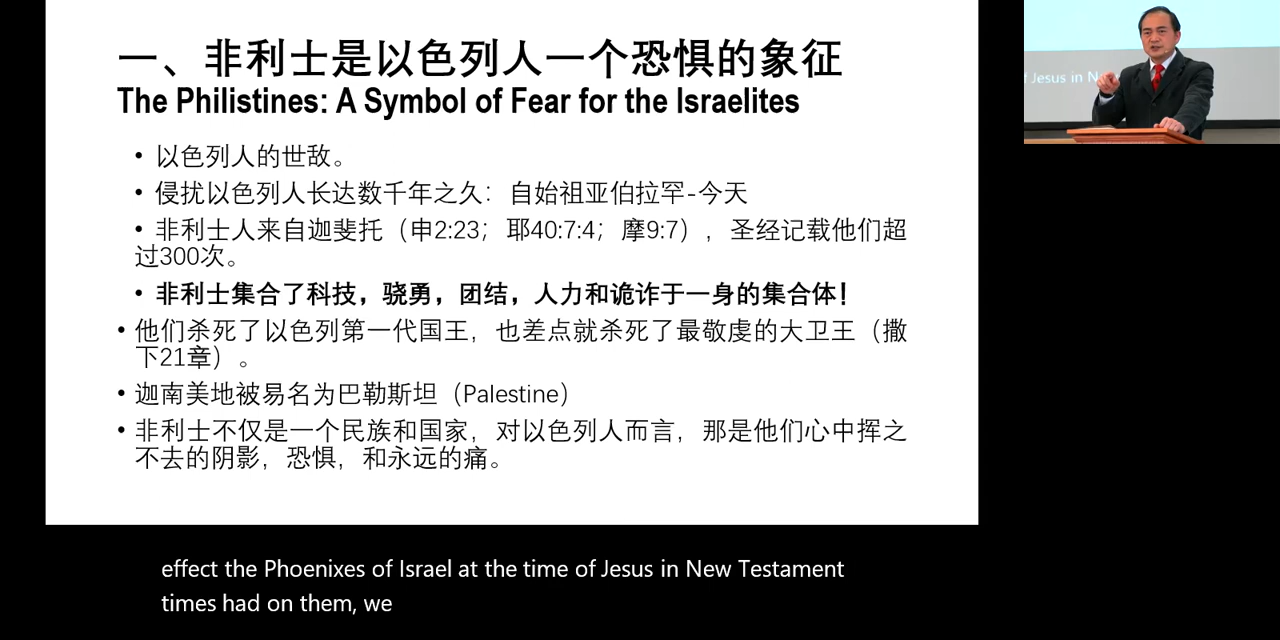 一、非利士是以色列人一个恐惧的象征
The Philistines: A Symbol of Fear for the Israelites
• 以色列人的世敌。
• 侵扰以色列人长达数千年之久：自始祖亚伯拉罕-今天
• 非利士人来自迦斐托（申2:23；耶40:7:4；摩9:7），圣经记载他们超
过300次。
• 非利士集合了科技，骁勇，团结，人力和诡诈于一身的集合体！
• 他们杀死了以色列第一代国王，也差点就杀死了最敬虔的大卫王（撒
下21章）。
• 迦南美地被易名为巴勒斯坦（Palestine）
• 非利士不仅是一个民族和国家，对以色列人而言，那是他们心中挥之
不去的阴影，恐惧，和永远的痛。
f Jesus in N
effect the Phoenixes of Israel at the time of Jesus in New Testament
times had on them, we